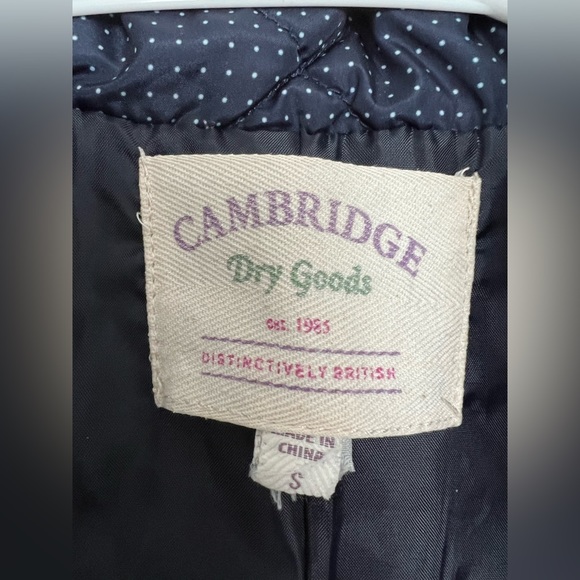 CAMBRIDGE
Dry Goods
EST. 1985
DISTINCTIVELY BRITISH
MADE IN
CHINA
S